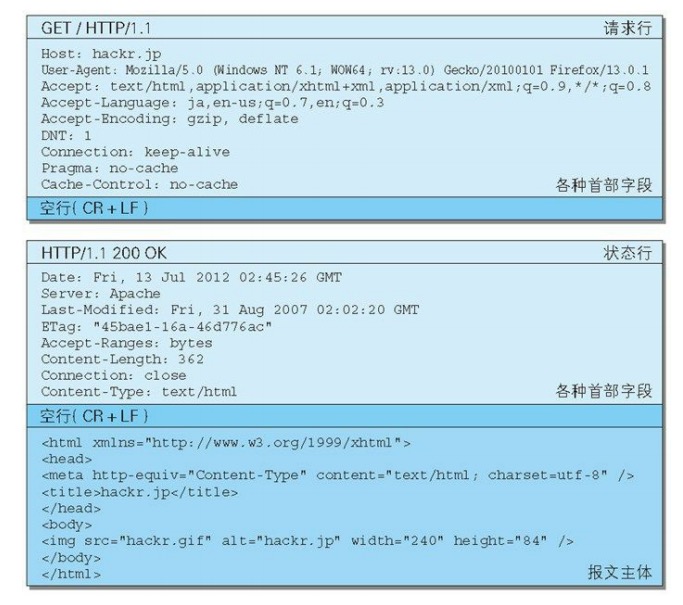 GET / HTTP/1.1 请求行
Host: hackr.jp
User-Agent: Mozilla/5.0 (Windows NT 6.1; WOW64; rv:13.0) Gecko/20100101 Firefox/13.0.1
Accept: text/html,application/xhtml+xml,application/xml;q=0.9,*/*;q=0.8
Accept-Language: ja,en-us;q=0.7,en;q=0.3
Accept-Encoding: gzip, deflate
DNT: 1
Connection: keep-alive
Pragma: no-cache
Cache-Control: no-cache 各种首部字段
空行( CR + LF )
HTTP/1.1 200 OK 状态行
Date: Fri, 13 Jul 2012 02:45:26 GMT
Server: Apache
Last-Modified: Fri, 31 Aug 2007 02:02:20 GMT
ETag: "45bae1-16a-46d776ac"
Accept-Ranges: bytes
Content-Length: 362
Connection: close
Content-Type: text/html 各种首部字段
空行( CR + LF )
<html xmlns="http://www.w3.org/1999/xhtml">
<head>
<meta http-equiv="Content-Type" content="text/html; charset=utf-8" />
<title>hackr.jp</title>
</head>
<body>
<img src="hackr.gif" alt="hackr.jp" width="240" height="84" />
</body>
</html> 报文主体